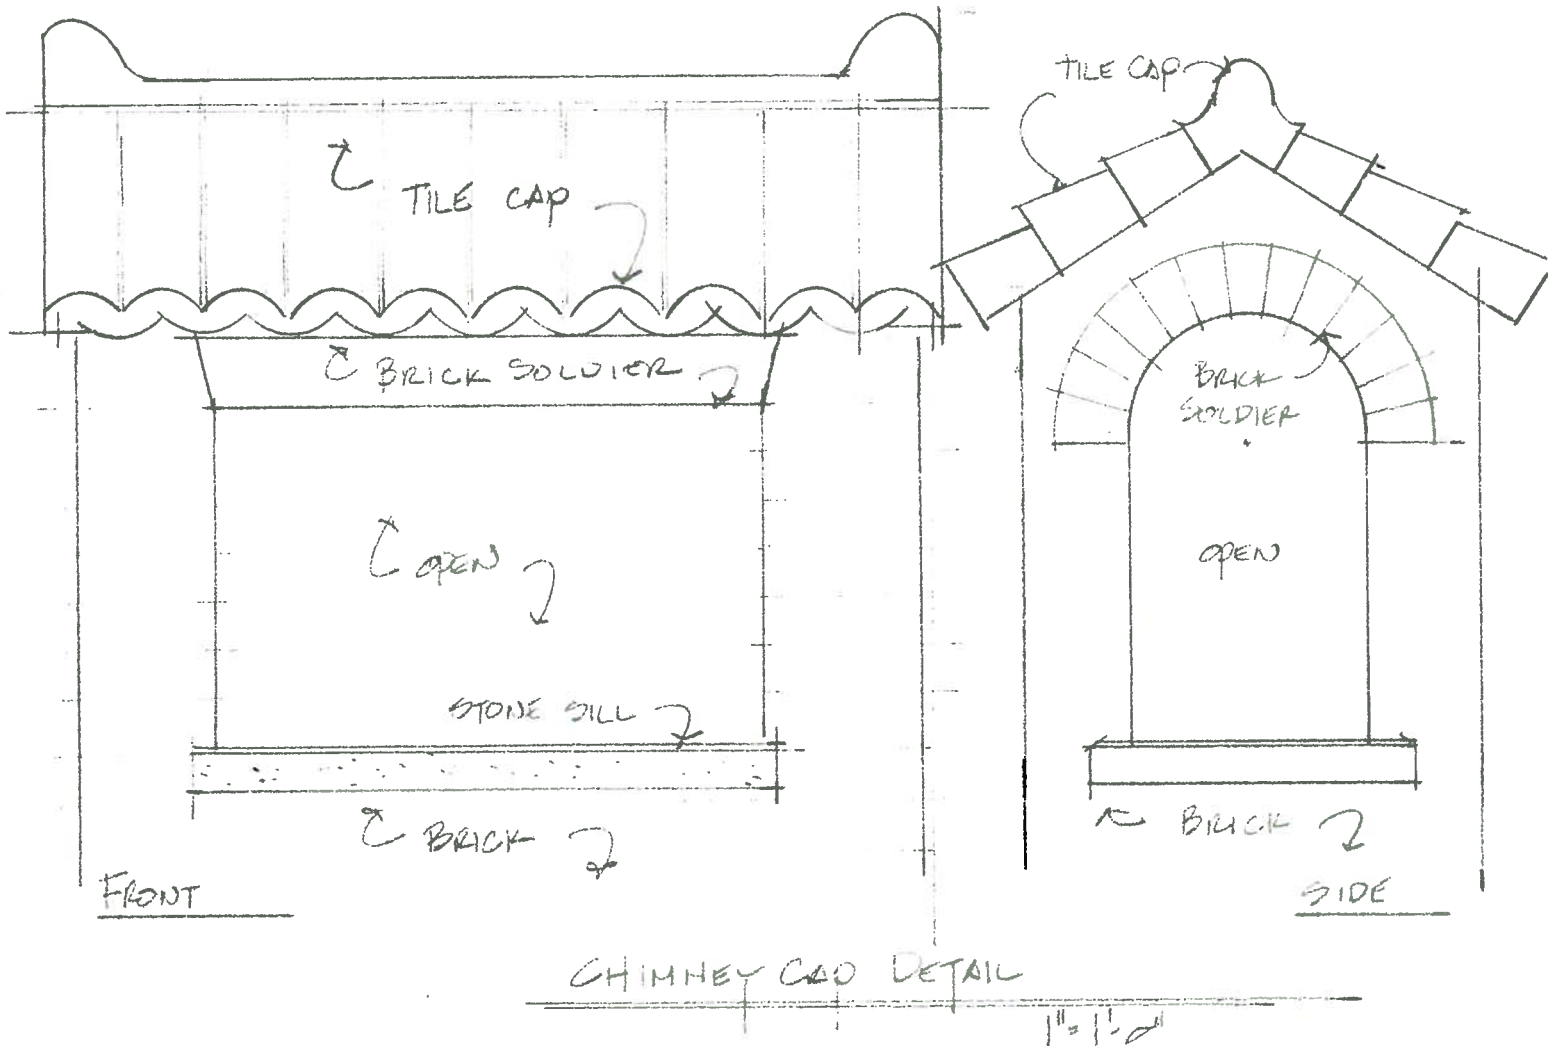 TILE CAP
TILE CAP
BRICK SOLDIER
BRICK
SOLDIER
OPEN
OPEN
STONE SILL
BRICK
BRICK
FRONT
SIDE
CHIMNEY CAP DETAIL
1" = 1'-0"